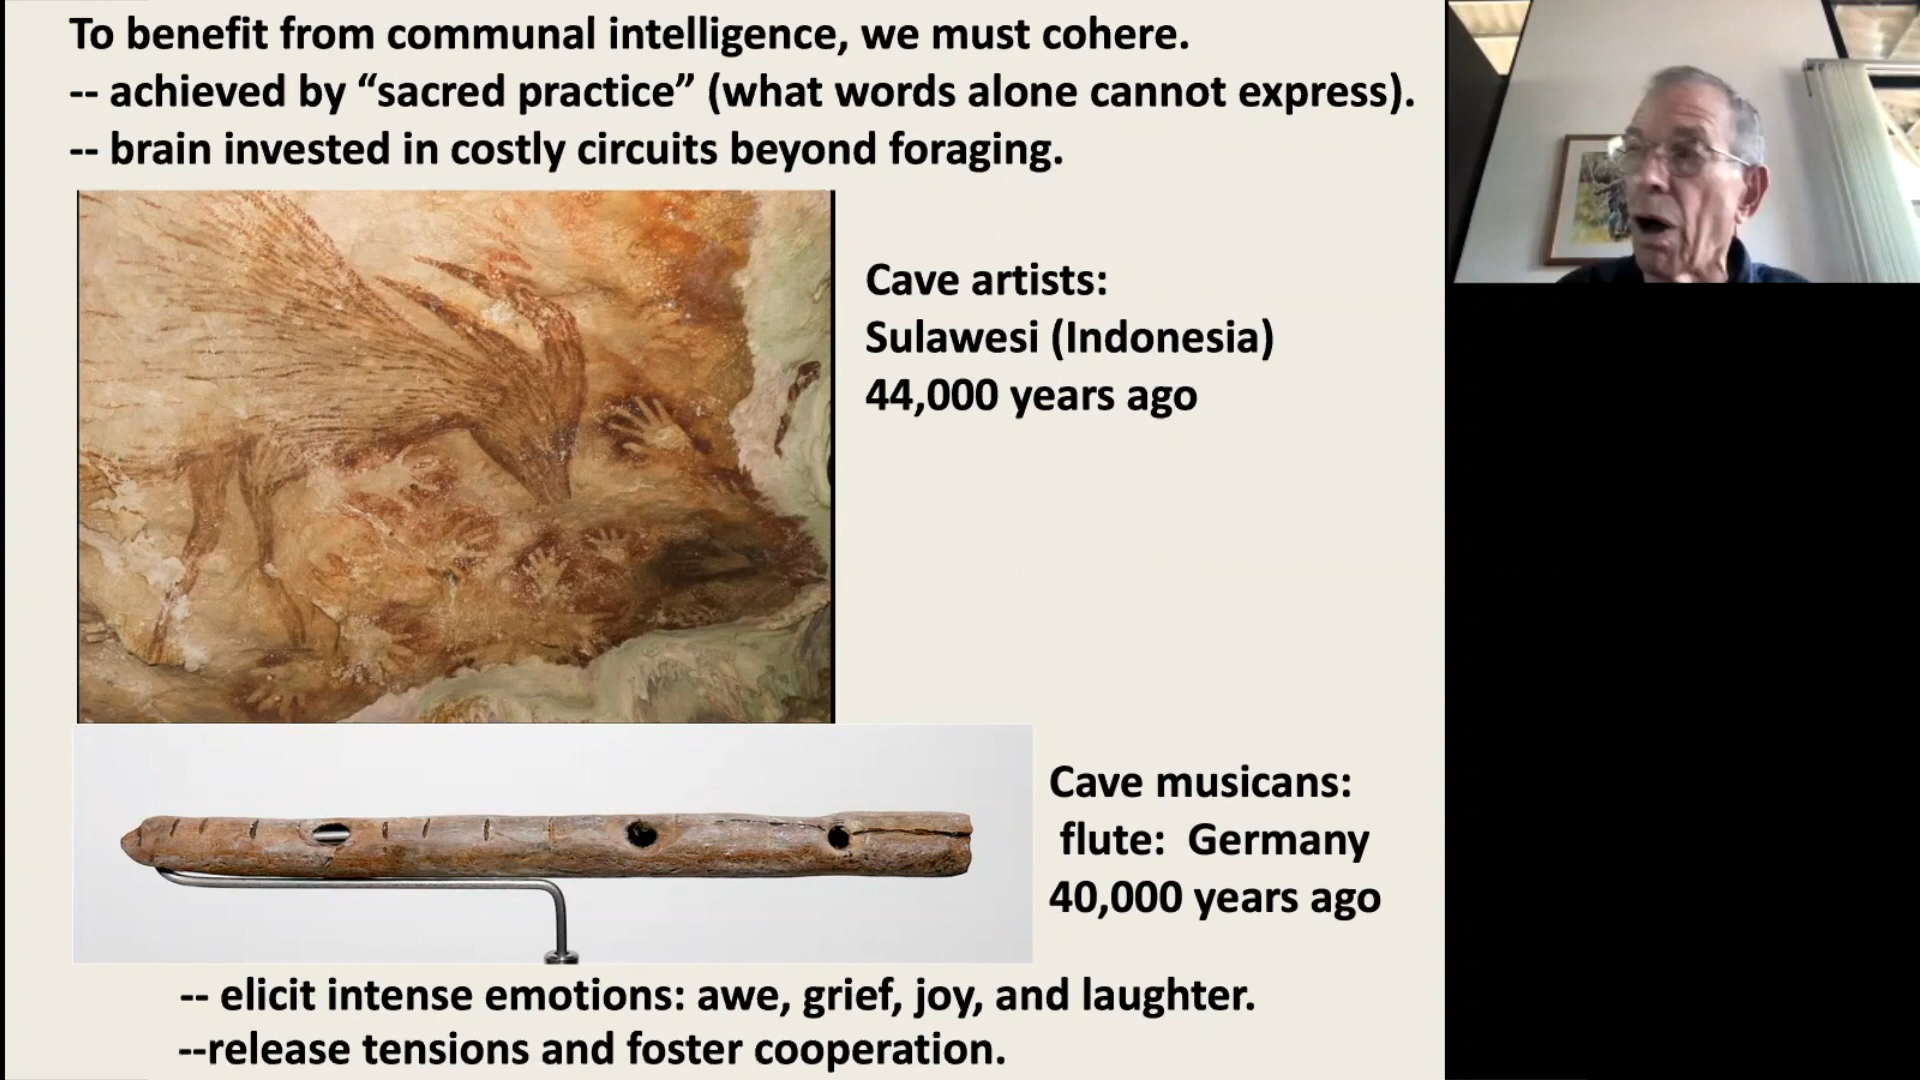 To benefit from communal intelligence, we must cohere.
-- achieved by “sacred practice” (what words alone cannot express).
-- brain invested in costly circuits beyond foraging.
Cave artists:
Sulawesi (Indonesia)
44,000 years ago
Cave musicans:
flute:  Germany
40,000 years ago
-- elicit intense emotions: awe, grief, joy, and laughter.
--release tensions and foster cooperation.